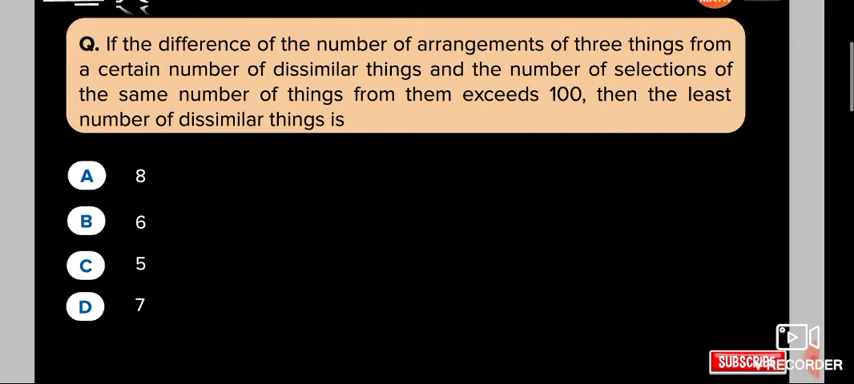 Q. If the difference of the number of arrangements of three things from
a certain number of dissimilar things and the number of selections of
the same number of things from them exceeds 100, then the least
number of dissimilar things is
A 8
B 6
C 5
D 7
SUBSCRIBE
V RECORDER